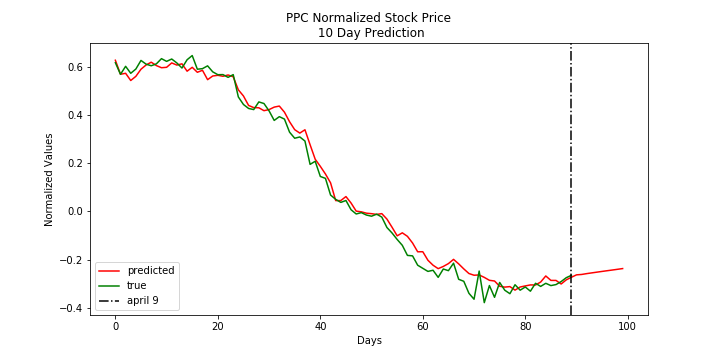 PPC Normalized Stock Price
10 Day Prediction
0.6
0.4
0.2
0.0
−0.2
−0.4
Normalized Values
predicted
true
april 9
0 20 40 60 80 100
Days